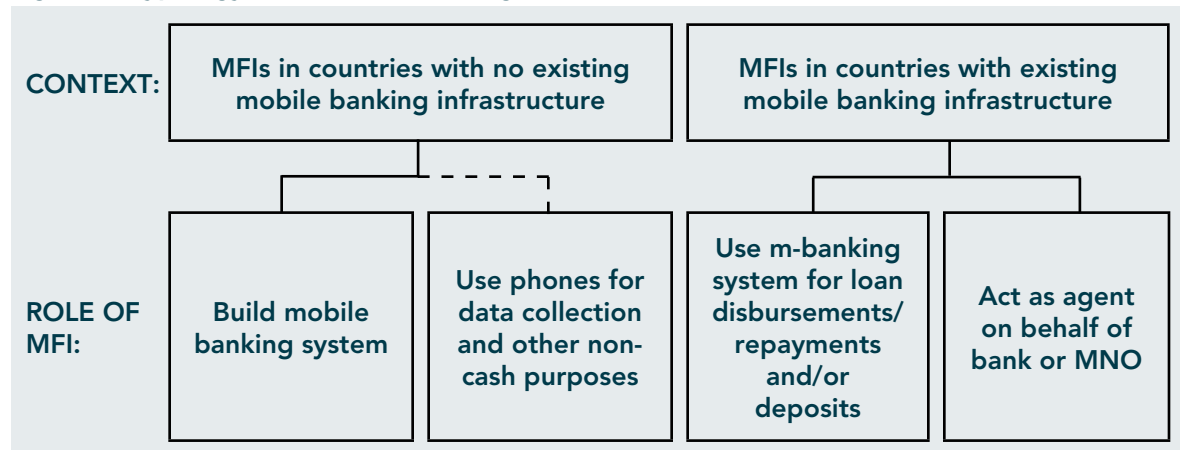 CONTEXT:
MFIs in countries with no existing
mobile banking infrastructure
MFIs in countries with existing
mobile banking infrastructure
ROLE OF
MFI:
Build mobile
banking system
Use phones for
data collection
and other non-
cash purposes
Use m-banking
system for loan
disbursements/
repayments
and/or
deposits
Act as agent
on behalf of
bank or MNO